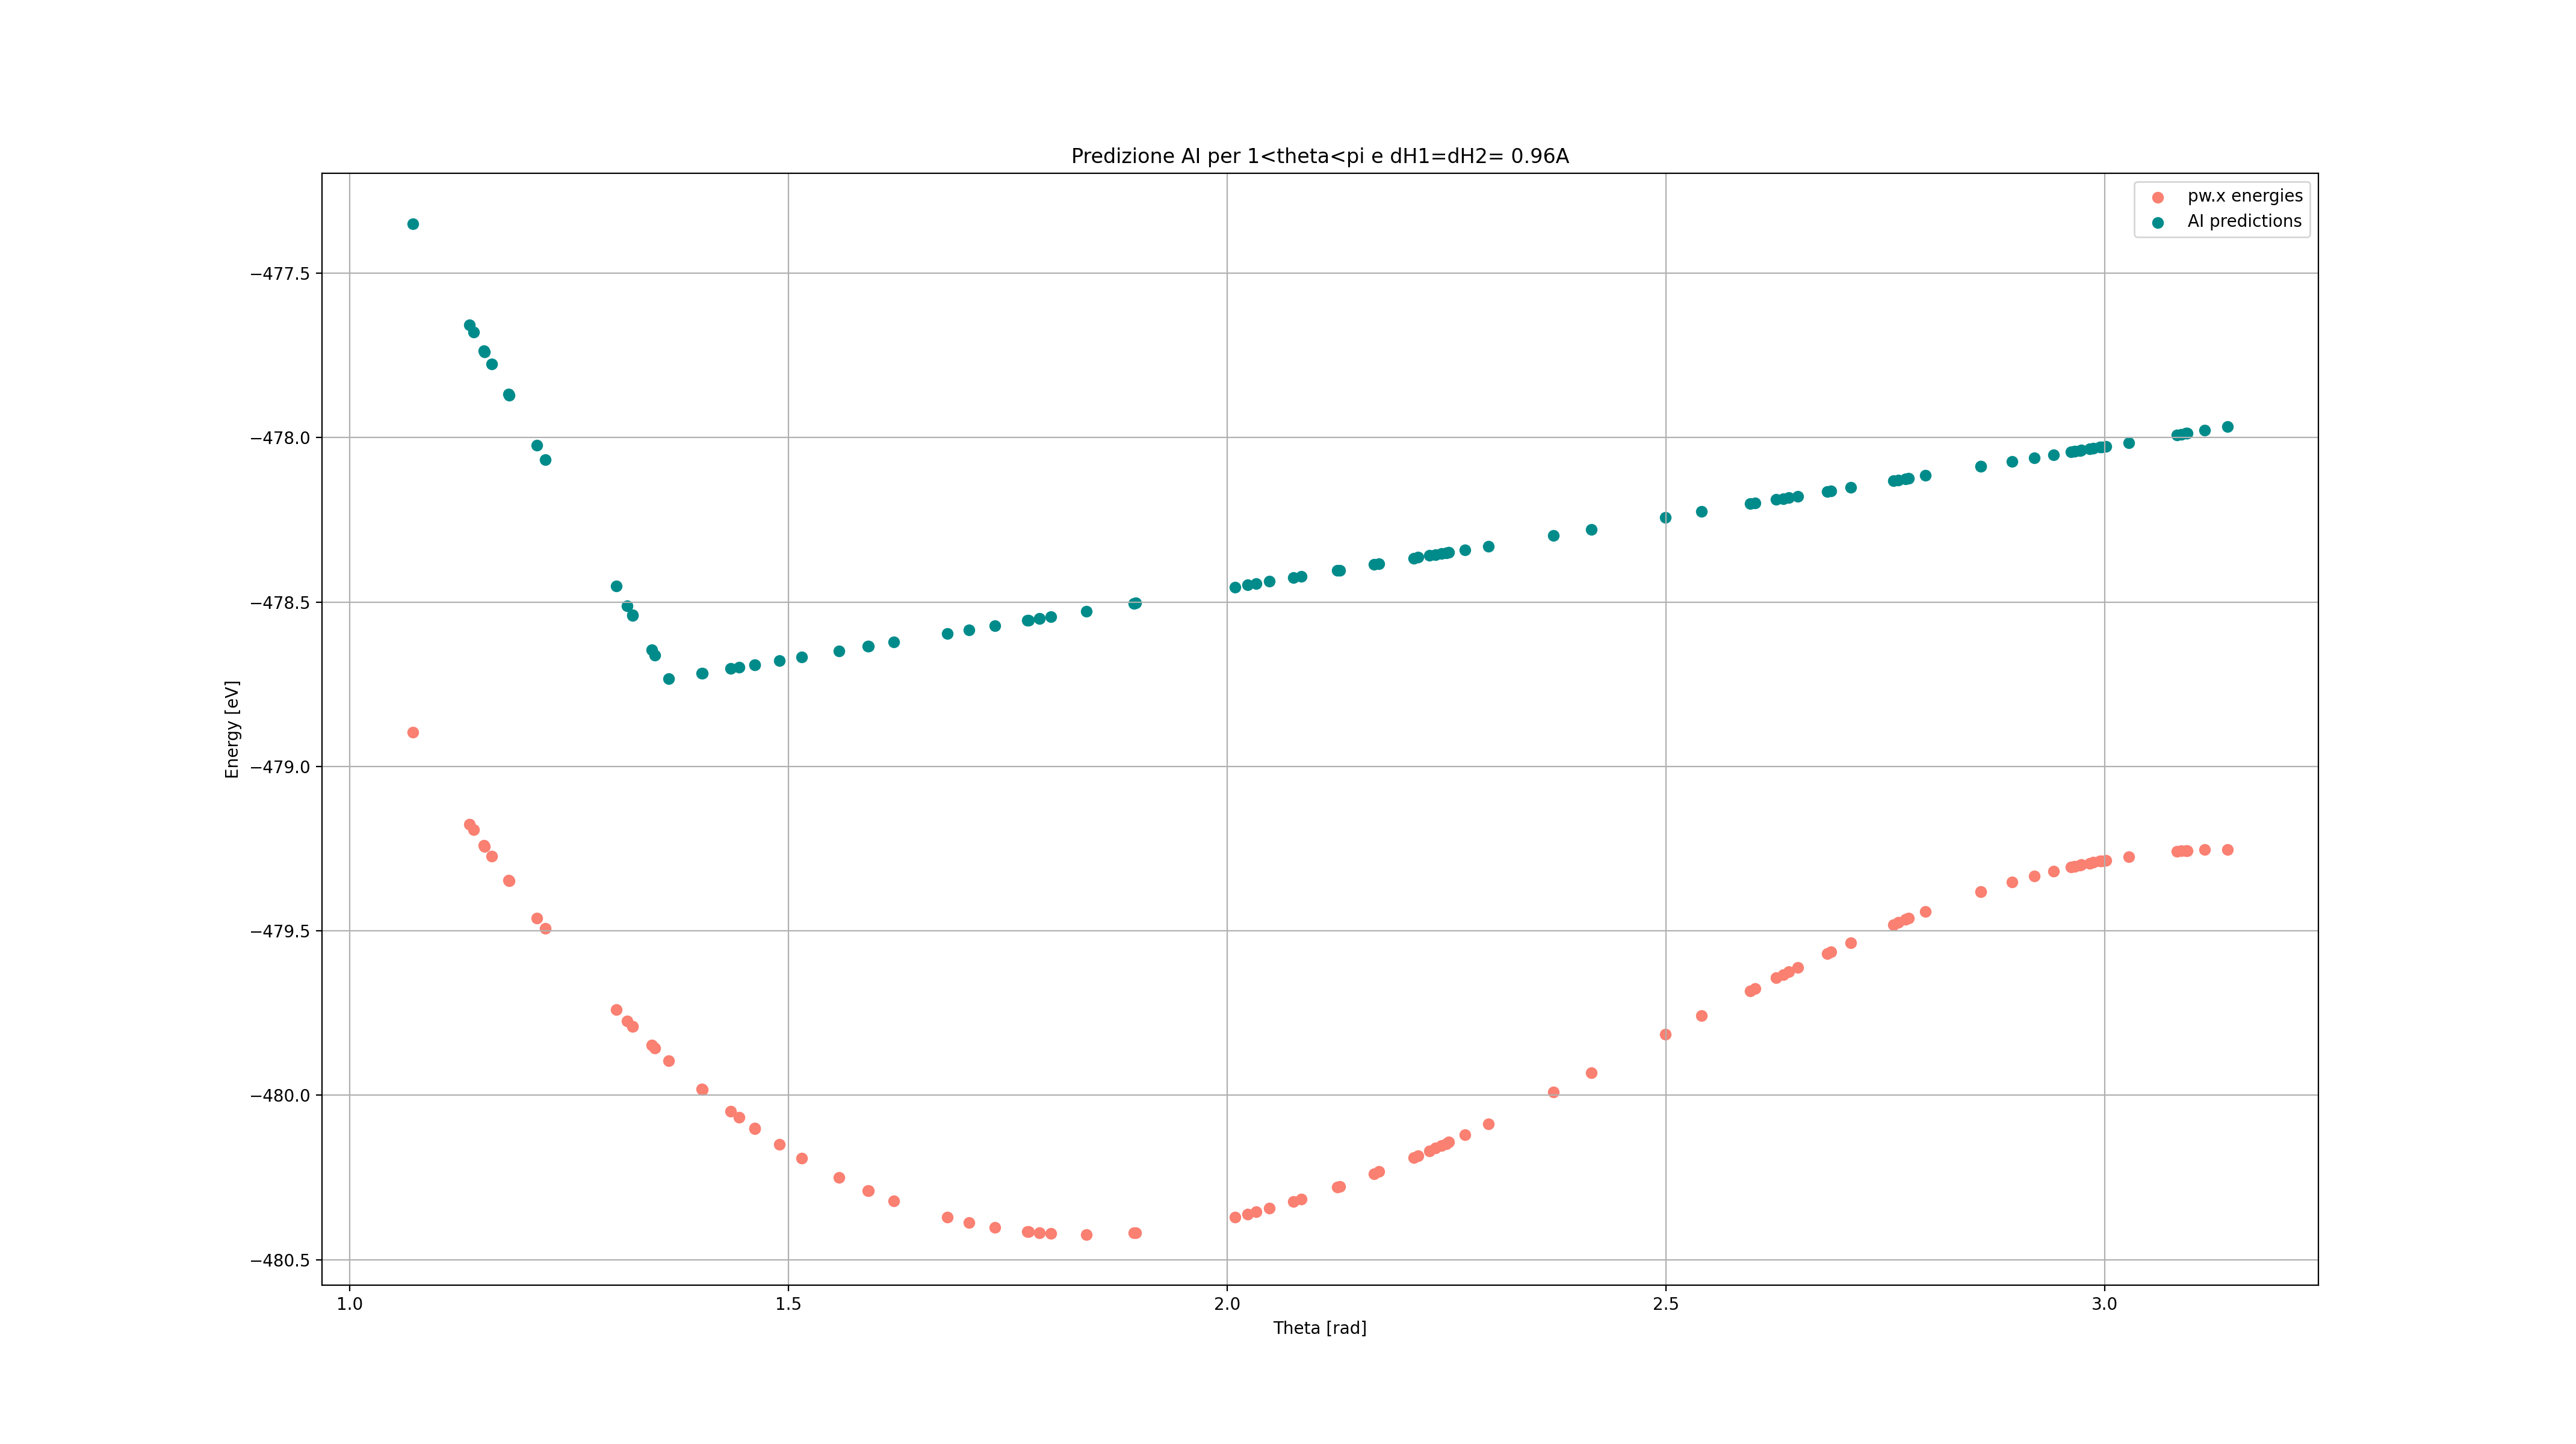 Predizione AI per 1<theta<pi e dH1=dH2= 0.96A
pw.x energies
AI predictions
−477.5
−478.0
−478.5
−479.0
−479.5
−480.0
−480.5
Energy [eV]
1.0 1.5 2.0 2.5 3.0
Theta [rad]